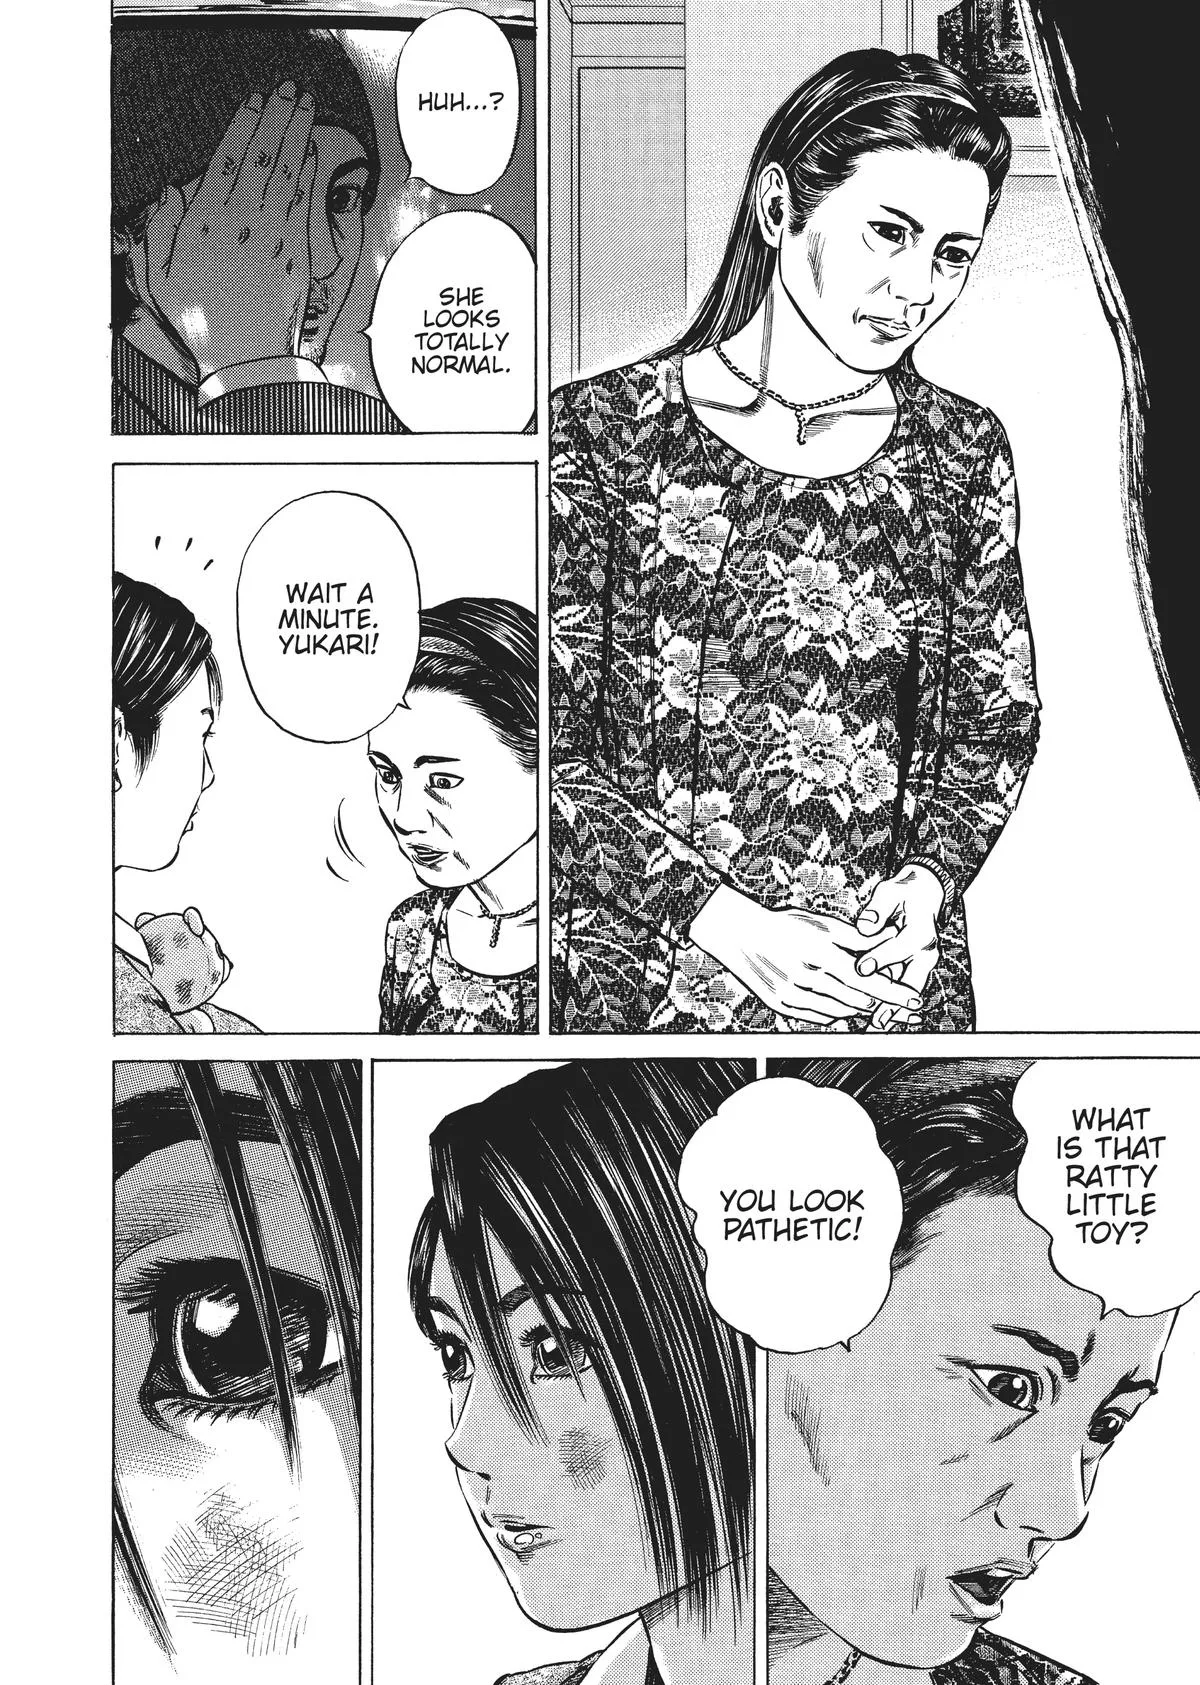 HUH...?
SHE
LOOKS
TOTALLY
NORMAL.
WAIT A
MINUTE.
YUKARI!
WHAT
IS THAT
RATTY
LITTLE
TOY?
YOU LOOK
PATHETIC!